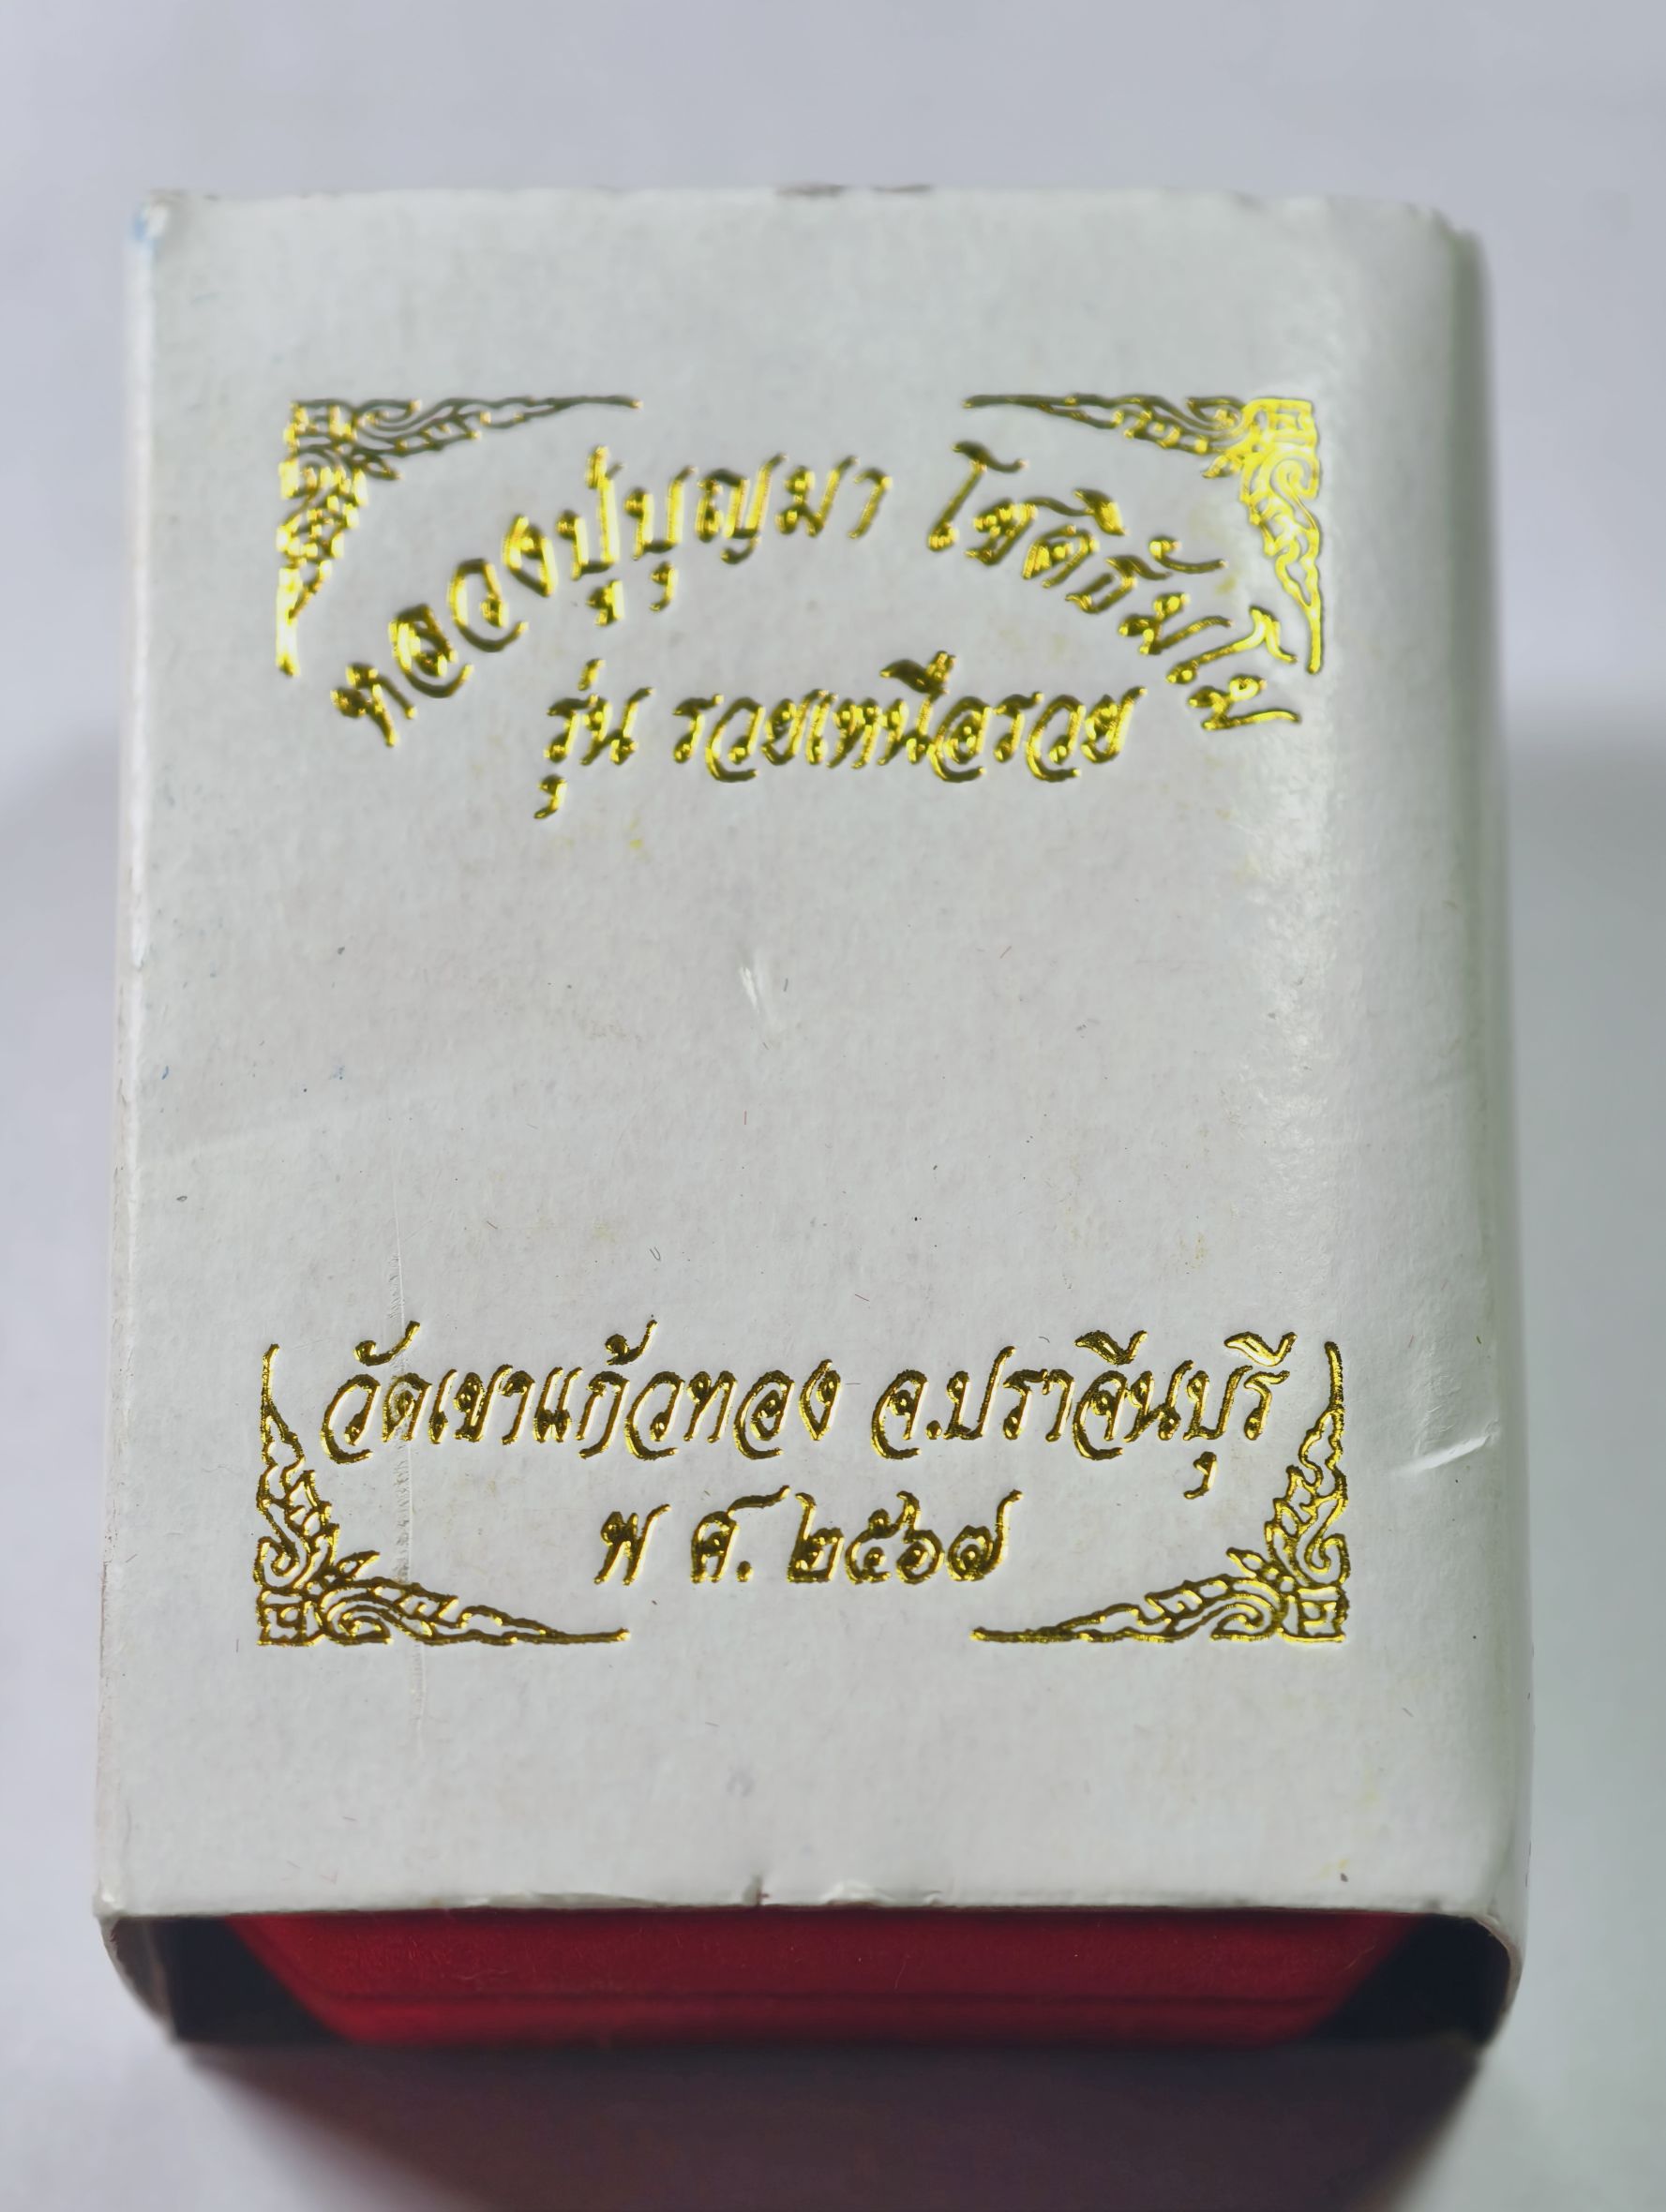 หลวงปู่บุญมา โชติธัมโม
รุ่น รวยเหนือรวย
วัดเขาแก้วทอง จ.ปราจีนบุรี
พ ศ. ๒๕๖๗